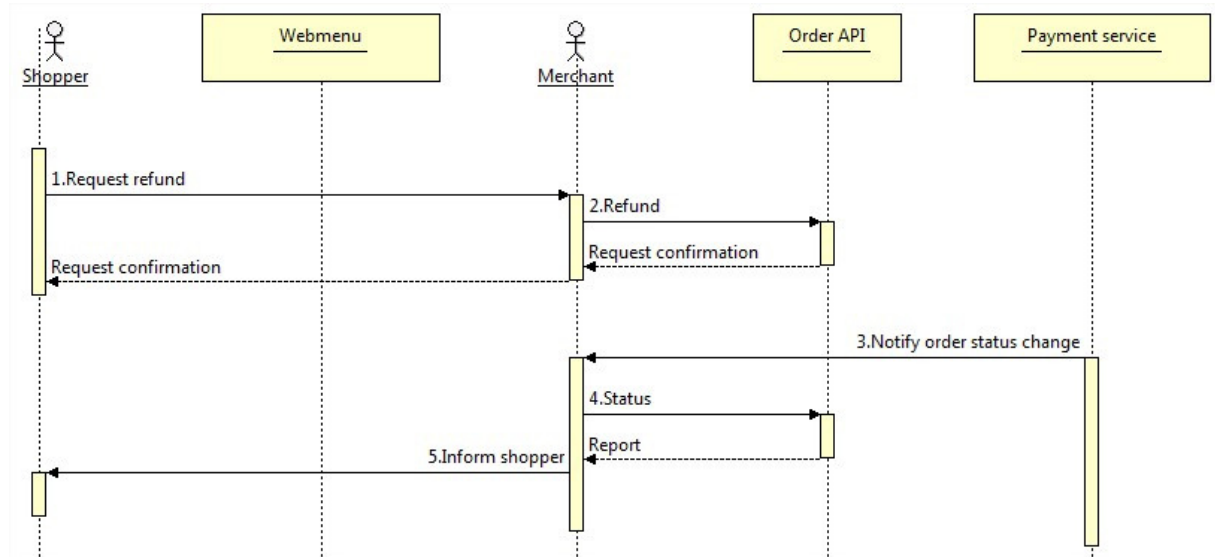 Shopper
Webmenu
Merchant
Order API
Payment service
1.Request refund
2.Refund
Request confirmation
Request confirmation
3.Notify order status change
4.Status
Report
5.Inform shopper